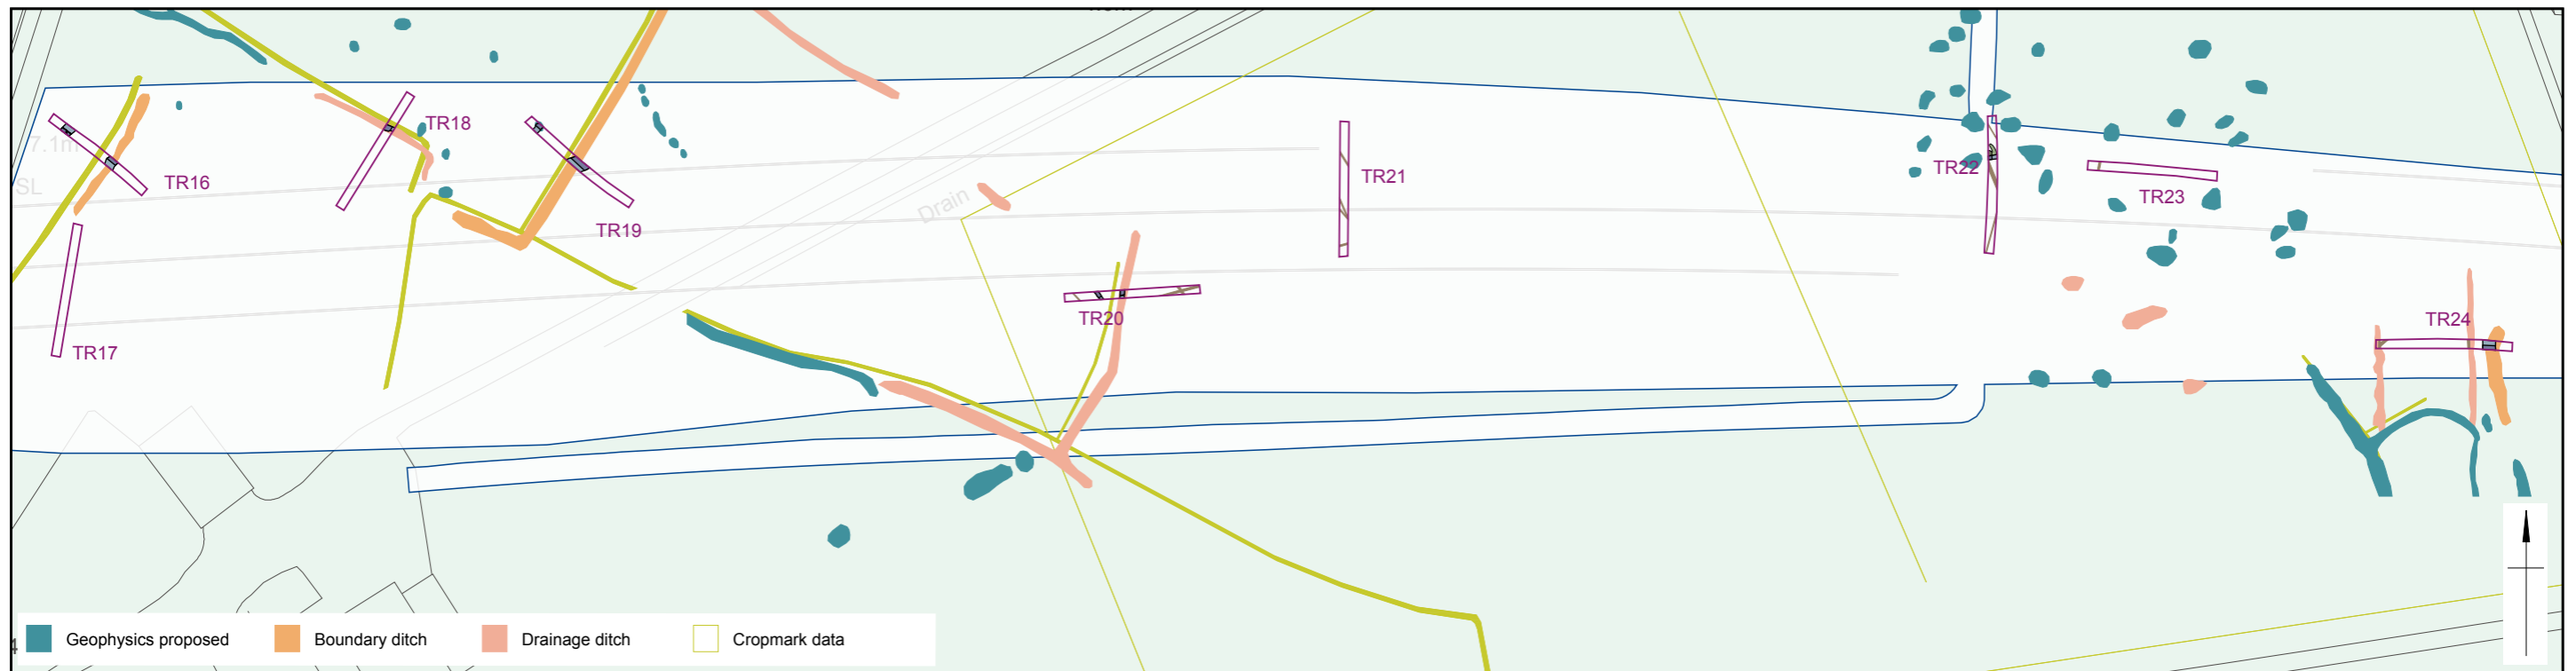 7.1m
SL
TR16
TR17
TR18
TR19
Drain
TR20
TR21
TR22
TR23
TR24
4
Geophysics proposed
Boundary ditch
Drainage ditch
Cropmark data